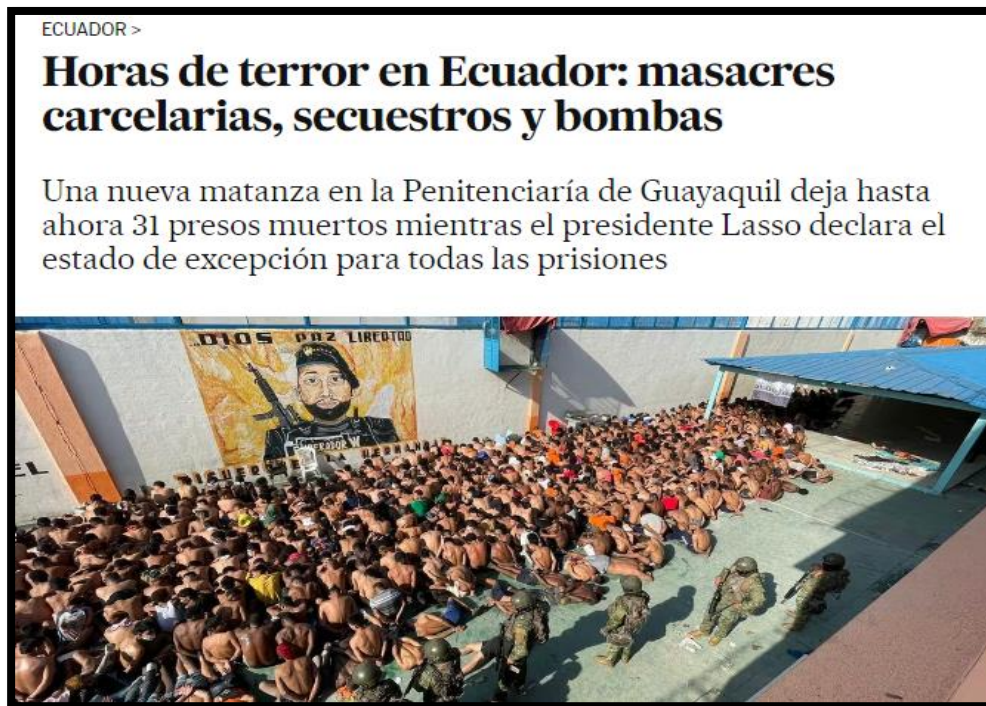 ECUADOR >
Horas de terror en Ecuador: masacres
carcelarias, secuestros y bombas
Una nueva matanza en la Penitenciaría de Guayaquil deja hasta
ahora 31 presos muertos mientras el presidente Lasso declara el
estado de excepción para todas las prisiones
...DIOS PAZ LIBERTAD
EL